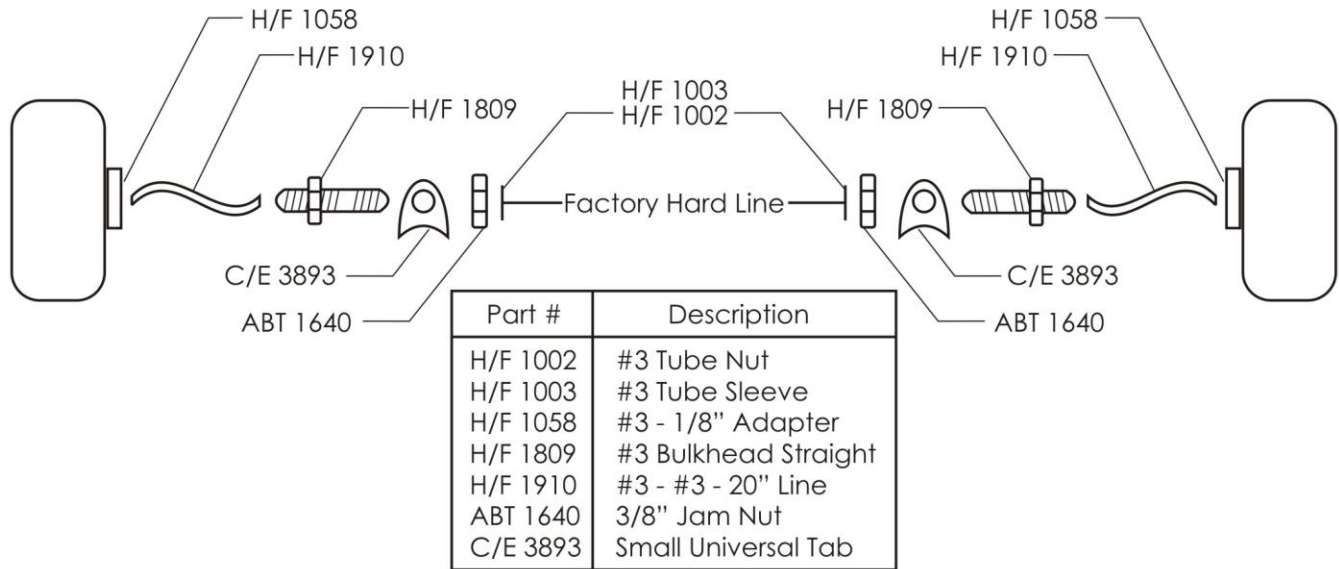 H/F 1058
H/F 1910
H/F 1809
H/F 1003
H/F 1002
H/F 1809
H/F 1910
H/F 1058
Factory Hard Line
C/E 3893
ABT 1640
C/E 3893
ABT 1640
Part # Description
H/F 1002 #3 Tube Nut
H/F 1003 #3 Tube Sleeve
H/F 1058 #3 - 1/8” Adapter
H/F 1809 #3 Bulkhead Straight
H/F 1910 #3 - #3 - 20” Line
ABT 1640 3/8” Jam Nut
C/E 3893 Small Universal Tab